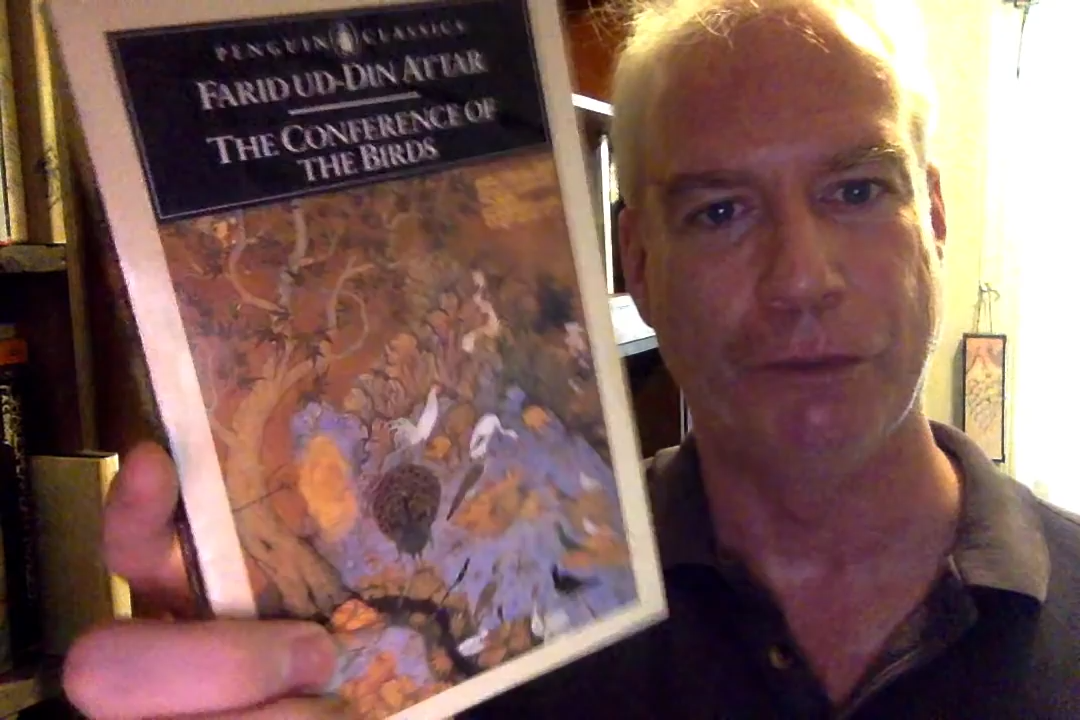 PENGUIN CLASSICS
FARID UD-DIN ATTAR
THE CONFERENCE OF
THE BIRDS